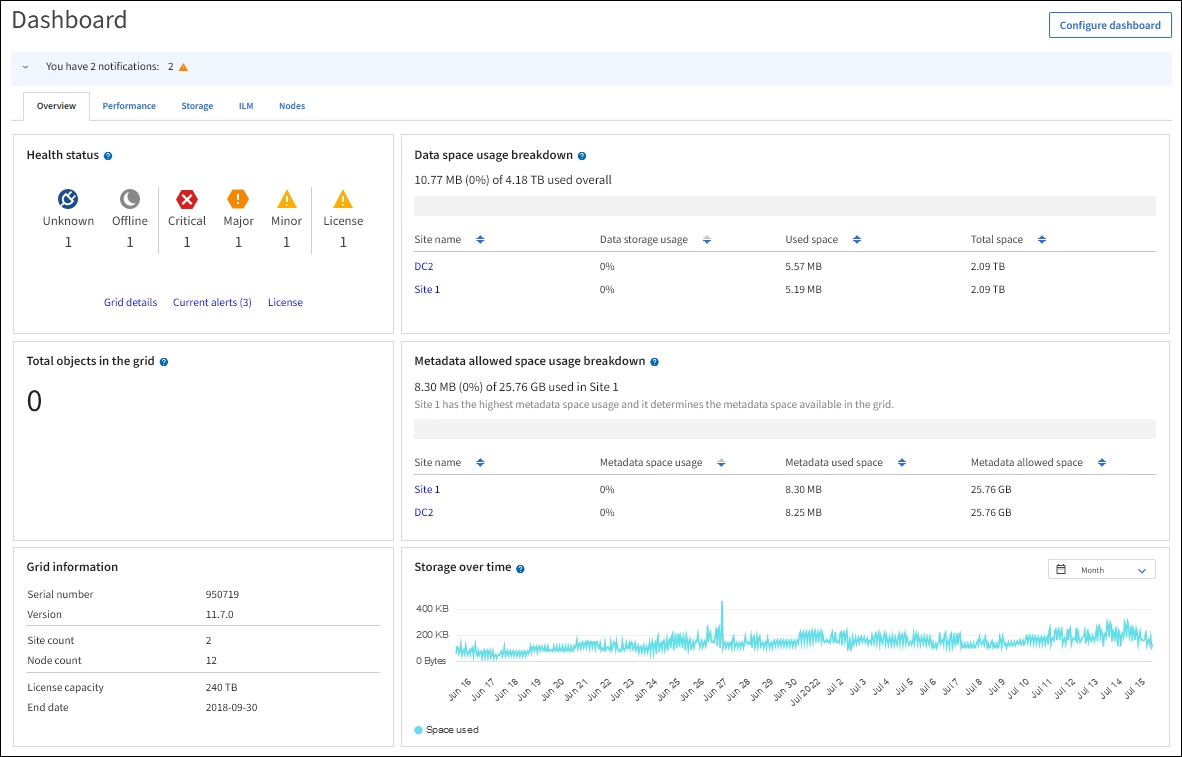 Dashboard
Configure dashboard
You have 2 notifications: 2
Overview Performance Storage ILM Nodes
Health status
Unknown Offline Critical Major Minor License
1 1 1 1 1 1
Grid details Current alerts (3) License
Data space usage breakdown
10.77 MB (0%) of 4.18 TB used overall
Site name Data storage usage Used space Total space
DC2 0% 5.57 MB 2.09 TB
Site 1 0% 5.19 MB 2.09 TB
Total objects in the grid
0
Metadata allowed space usage breakdown
8.30 MB (0%) of 25.76 GB used in Site 1
Site 1 has the highest metadata space usage and it determines the metadata space available in the grid.
Site name Metadata space usage Metadata used space Metadata allowed space
Site 1 0% 8.30 MB 25.76 GB
DC2 0% 8.25 MB 25.76 GB
Grid information
Serial number 950719
Version 11.7.0
Site count 2
Node count 12
License capacity 240 TB
End date 2018-09-30
Storage over time
Month
400 KB
200 KB
0 Bytes
Jun 16 Jun 17 Jun 18 Jun 19 Jun 20 Jun 21 Jun 22 Jun 23 Jun 24 Jun 25 Jun 26 Jun 27 Jun 28 Jun 29 Jun 30 Jul 2022 Jul 2 Jul 3 Jul 4 Jul 5 Jul 6 Jul 7 Jul 8 Jul 9 Jul 10 Jul 11 Jul 12 Jul 13 Jul 14 Jul 15
Space used